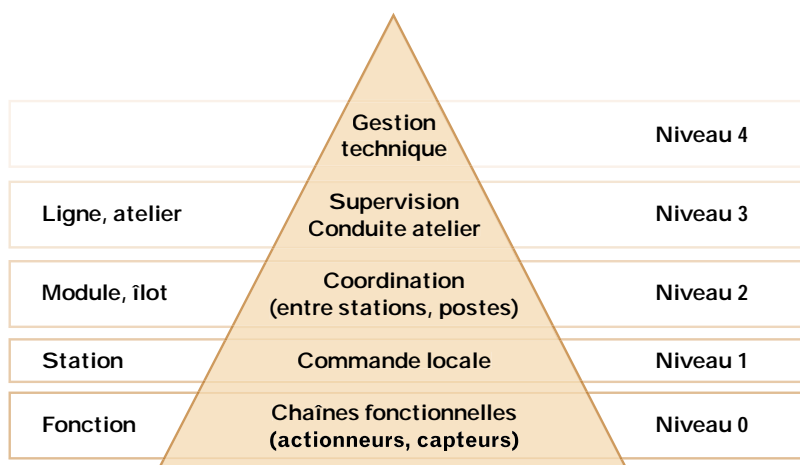 Gestion
technique
Niveau 4
Ligne, atelier
Supervision
Conduite atelier
Niveau 3
Module, îlot
Coordination
(entre stations, postes)
Niveau 2
Station
Commande locale
Niveau 1
Fonction
Chaînes fonctionnelles
(actionneurs, capteurs)
Niveau 0